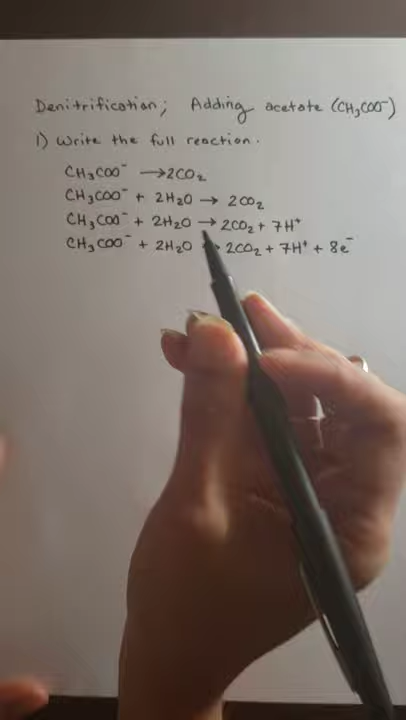 Denitrification; Adding acetate (CH₃COO⁻)
1) Write the full reaction.
CH₃COO⁻ → 2CO₂
CH₃COO⁻ + 2H₂O → 2CO₂
CH₃COO⁻ + 2H₂O → 2CO₂ + 7H⁺
CH₃COO⁻ + 2H₂O → 2CO₂ + 7H⁺ + 8e⁻